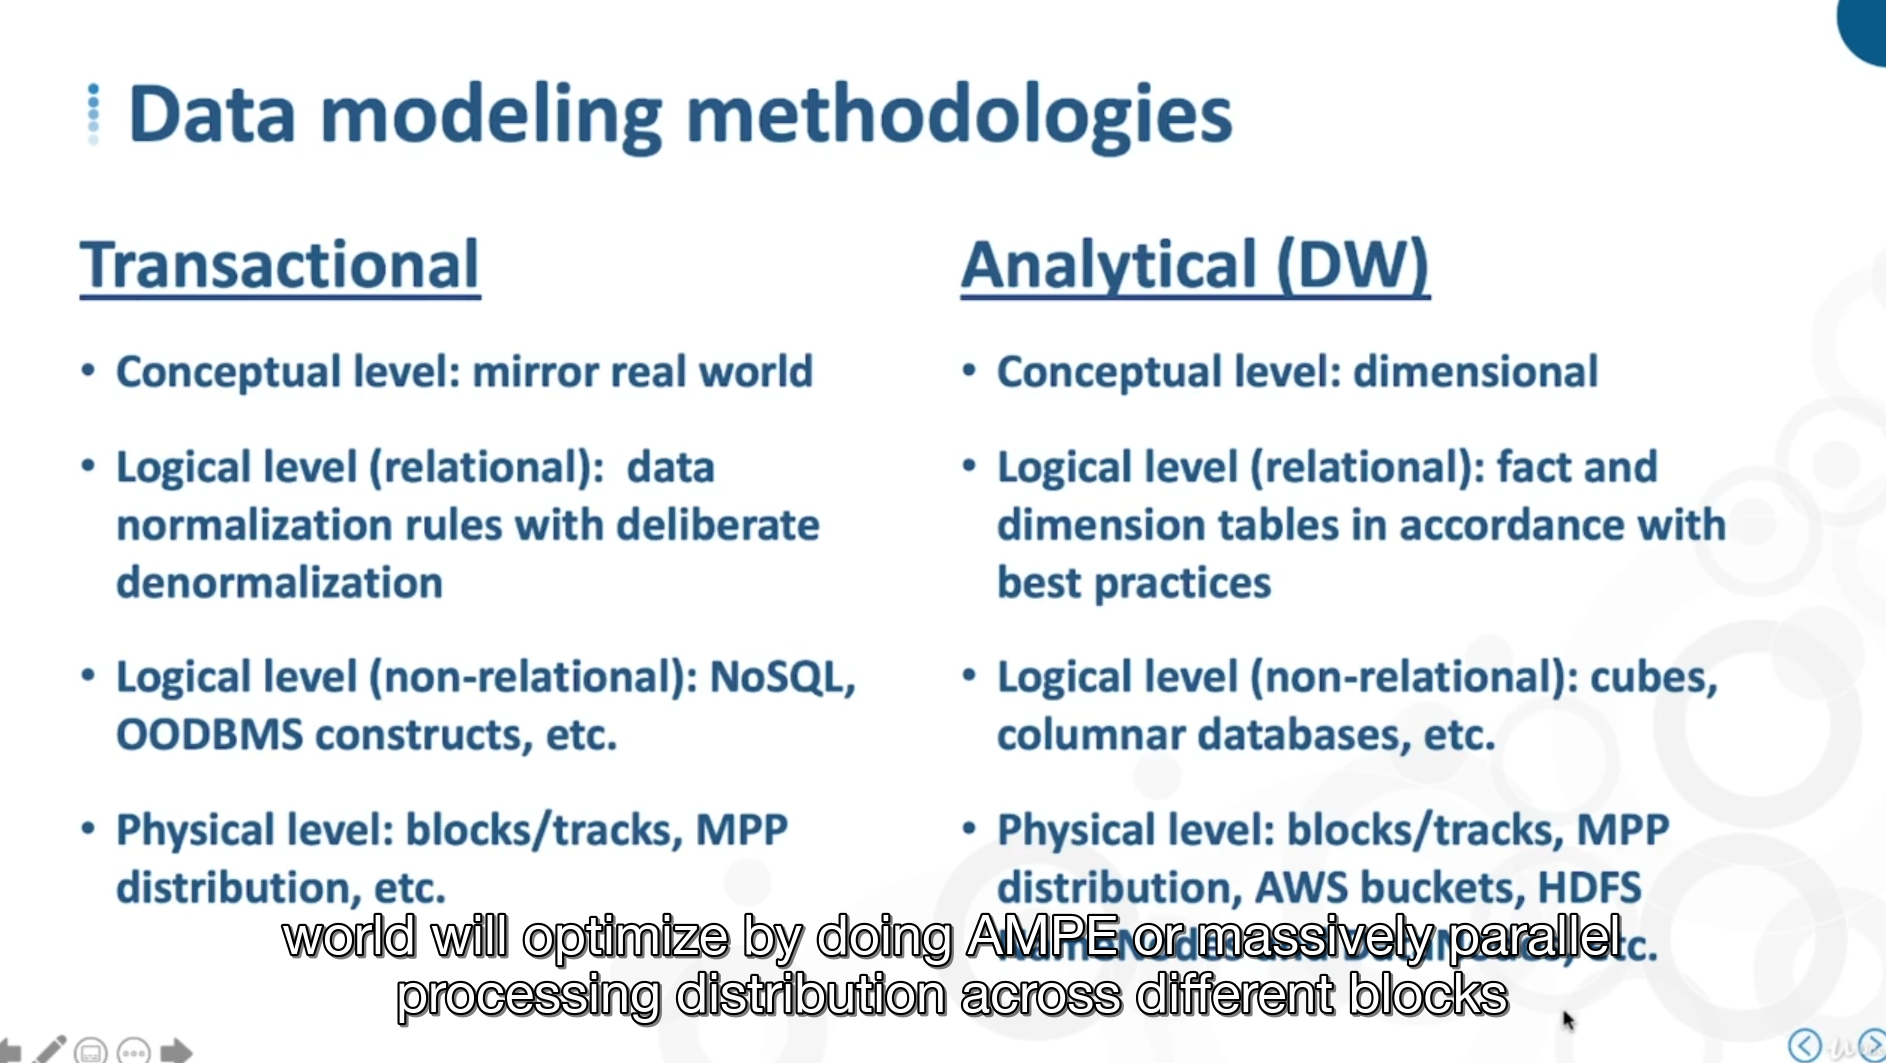 Data modeling methodologies
Transactional
• Conceptual level: mirror real world
• Logical level (relational): data
normalization rules with deliberate
denormalization
• Logical level (non-relational): NoSQL,
OODBMS constructs, etc.
• Physical level: blocks/tracks, MPP
distribution, etc.
Analytical (DW)
• Conceptual level: dimensional
• Logical level (relational): fact and
dimension tables in accordance with
best practices
• Logical level (non-relational): cubes,
columnar databases, etc.
• Physical level: blocks/tracks, MPP
distribution, AWS buckets, HDFS
etc.
world will optimize by doing AMPE or massively parallel
processing distribution across different blocks